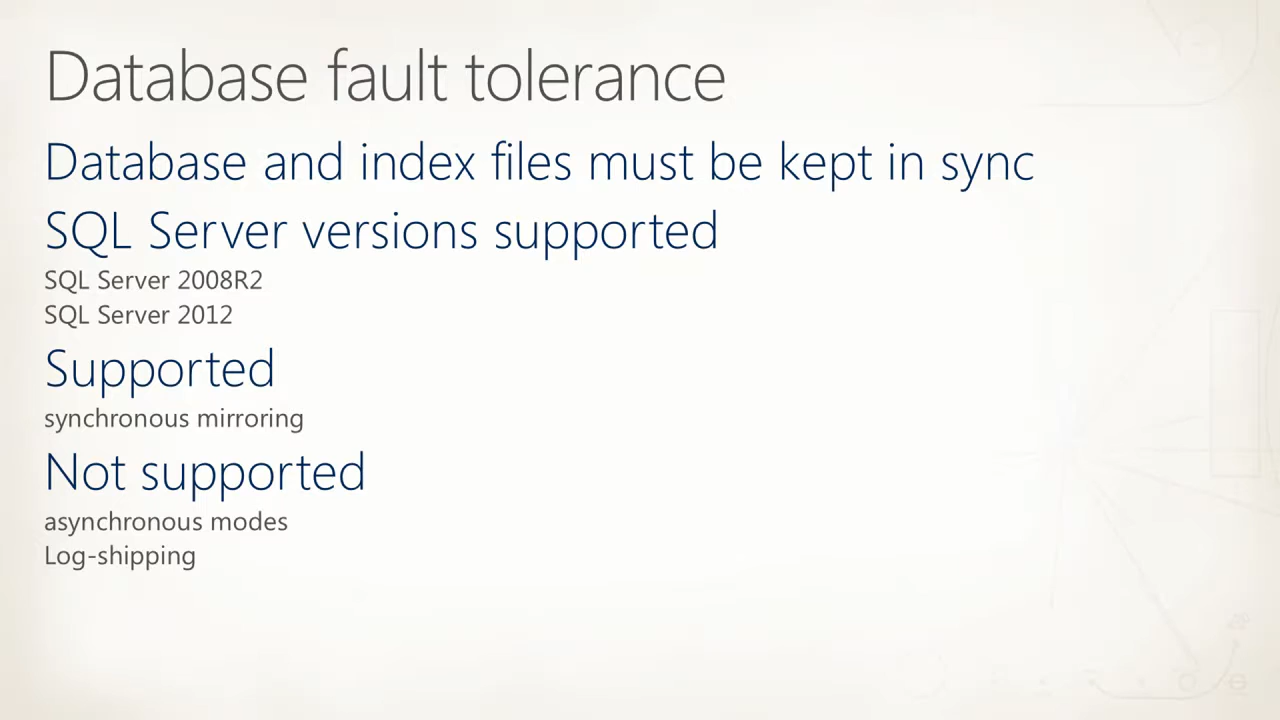 Database fault tolerance
Database and index files must be kept in sync
SQL Server versions supported
SQL Server 2008R2
SQL Server 2012
Supported
synchronous mirroring
Not supported
asynchronous modes
Log-shipping